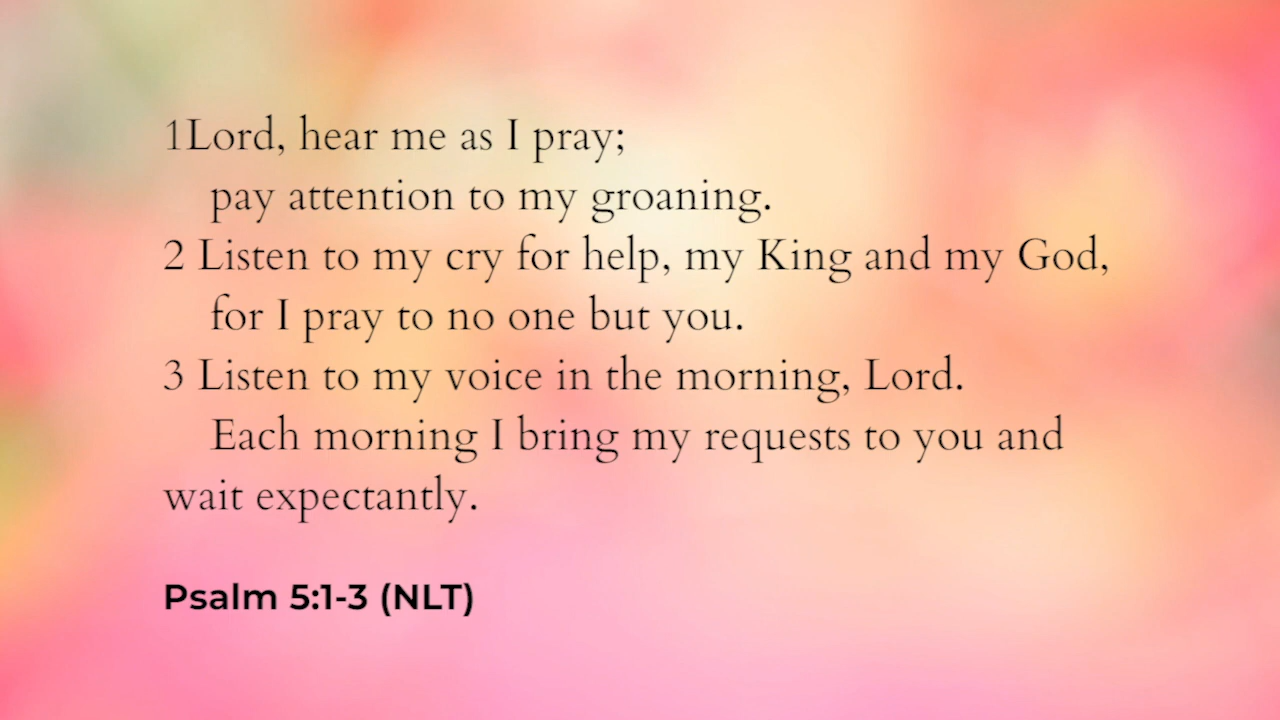 1Lord, hear me as I pray;
pay attention to my groaning.
2 Listen to my cry for help, my King and my God,
for I pray to no one but you.
3 Listen to my voice in the morning, Lord.
Each morning I bring my requests to you and
wait expectantly.
Psalm 5:1-3 (NLT)